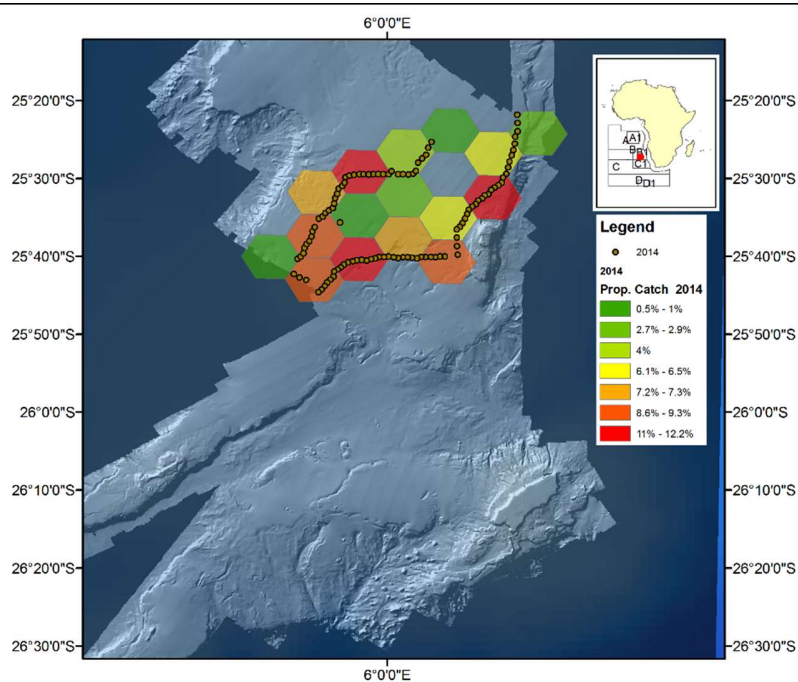 6°0'0"E
25°20'0"S
25°20'0"S
25°30'0"S
25°30'0"S
25°40'0"S
25°40'0"S
25°50'0"S
25°50'0"S
26°0'0"S
26°0'0"S
26°10'0"S
26°10'0"S
26°20'0"S
26°20'0"S
26°30'0"S
26°30'0"S
6°0'0"E
A A1
B
C C1
D D1
Legend
2014
2014
Prop. Catch 2014
0.5% - 1%
2.7% - 2.9%
4%
6.1% - 6.5%
7.2% - 7.3%
8.6% - 9.3%
11% - 12.2%